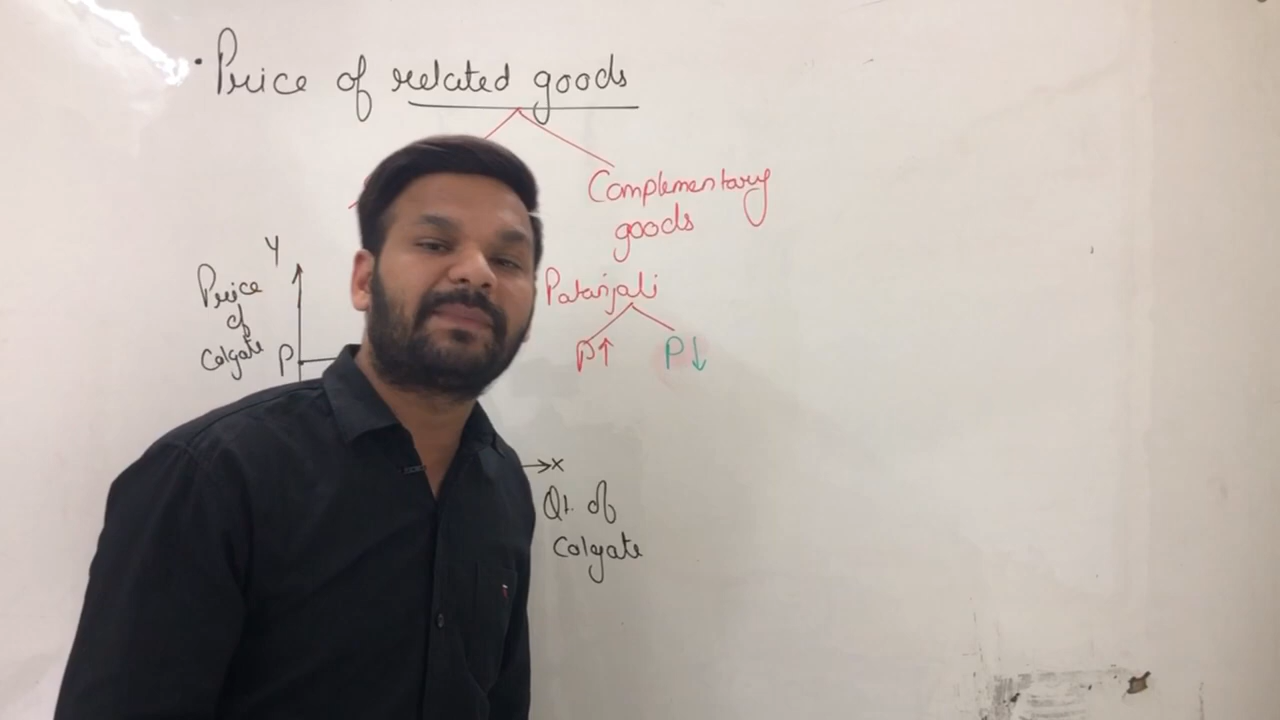 · Price of related goods
Complementary
goods
Y
Price
of
Colgate
P
Patanjali
P↑ P↓
x
Qt. of
Colgate